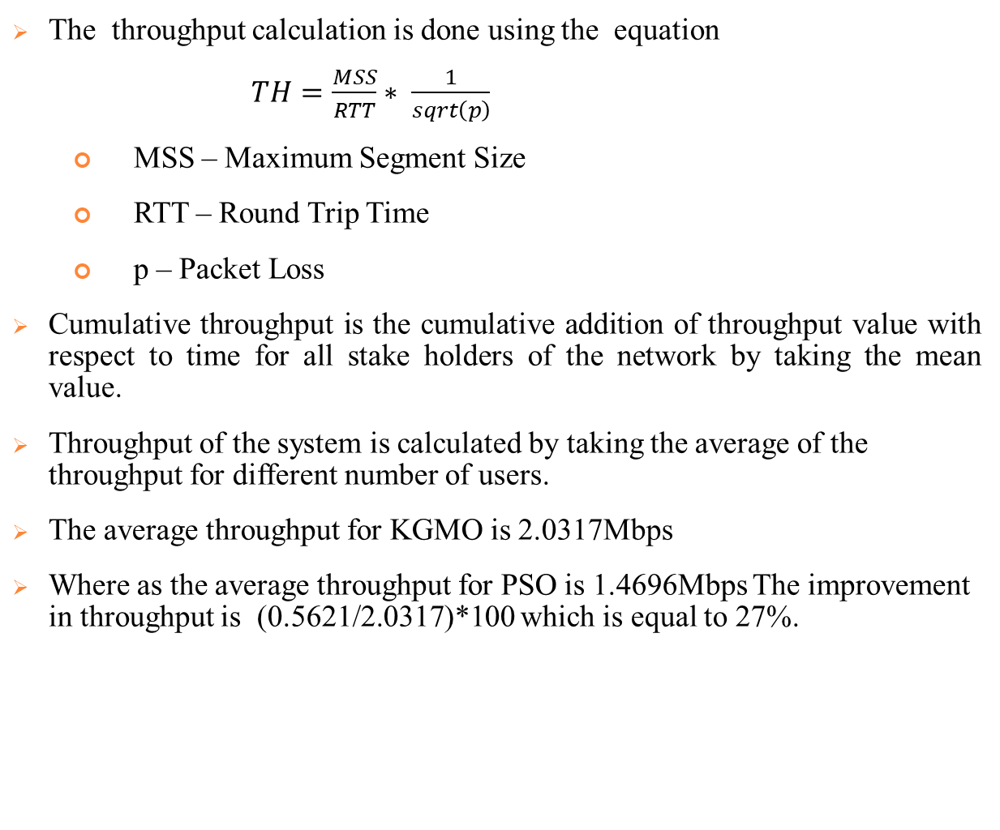 The throughput calculation is done using the equation
TH = MSS/RTT * 1/sqrt(p)
MSS – Maximum Segment Size
RTT – Round Trip Time
p – Packet Loss
Cumulative throughput is the cumulative addition of throughput value with
respect to time for all stake holders of the network by taking the mean
value.
Throughput of the system is calculated by taking the average of the
throughput for different number of users.
The average throughput for KGMO is 2.0317Mbps
Where as the average throughput for PSO is 1.4696Mbps The improvement
in throughput is (0.5621/2.0317)*100 which is equal to 27%.